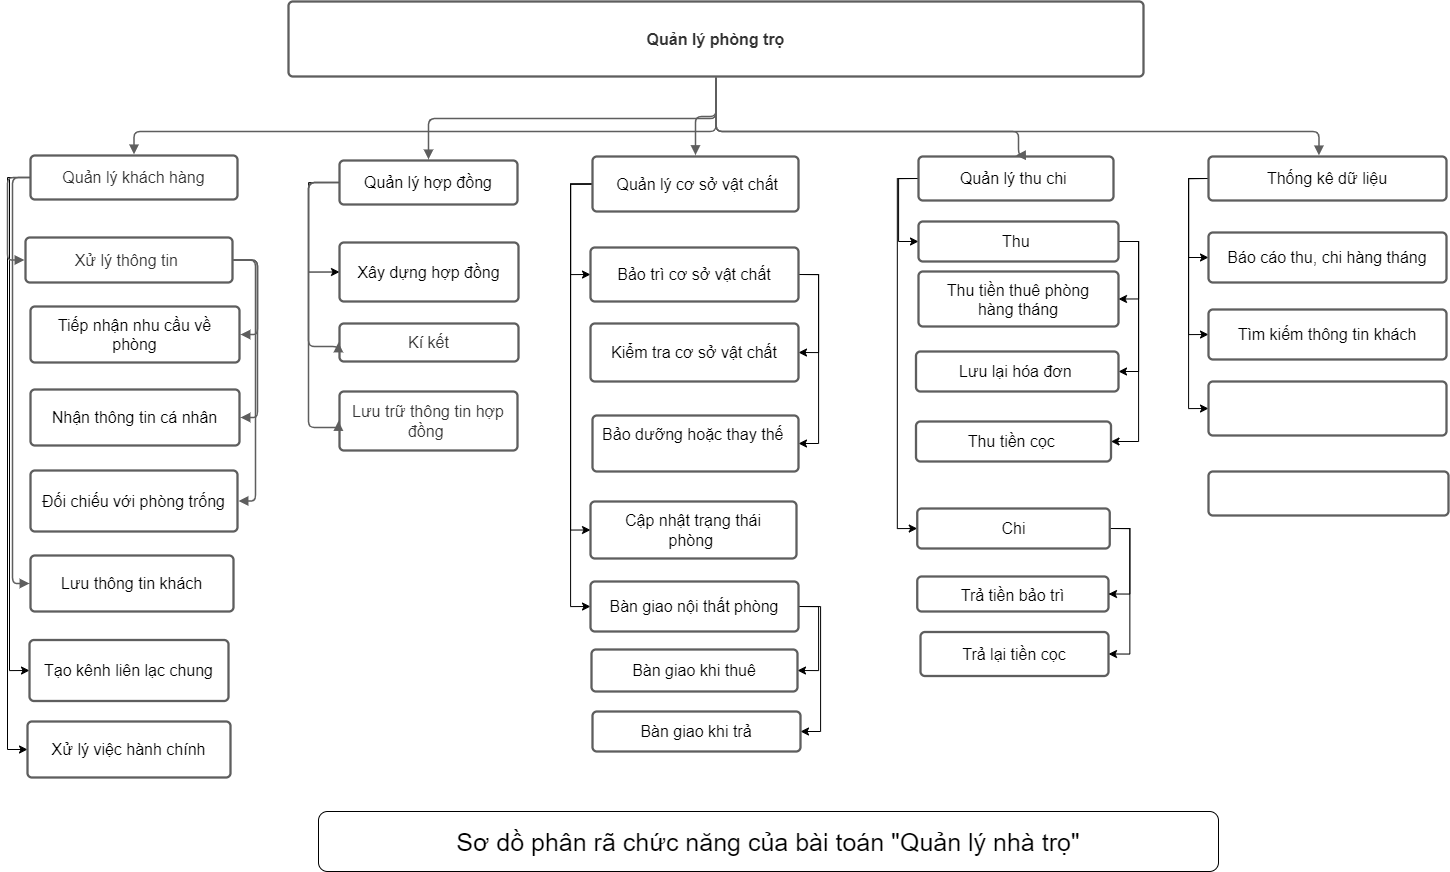 Quản lý phòng trọ
Quản lý khách hàng
Xử lý thông tin
Tiếp nhận nhu cầu về
phòng
Nhận thông tin cá nhân
Đối chiếu với phòng trống
Lưu thông tin khách
Tạo kênh liên lạc chung
Xử lý việc hành chính
Quản lý hợp đồng
Xây dựng hợp đồng
Kí kết
Lưu trữ thông tin hợp
đồng
Quản lý cơ sở vật chất
Bảo trì cơ sở vật chất
Kiểm tra cơ sở vật chất
Bảo dưỡng hoặc thay thế
Cập nhật trạng thái
phòng
Bàn giao nội thất phòng
Bàn giao khi thuê
Bàn giao khi trả
Quản lý thu chi
Thu
Thu tiền thuê phòng
hàng tháng
Lưu lại hóa đơn
Thu tiền cọc
Chi
Trả tiền bảo trì
Trả lại tiền cọc
Thống kê dữ liệu
Báo cáo thu, chi hàng tháng
Tìm kiếm thông tin khách
Sơ dồ phân rã chức năng của bài toán "Quản lý nhà trọ"